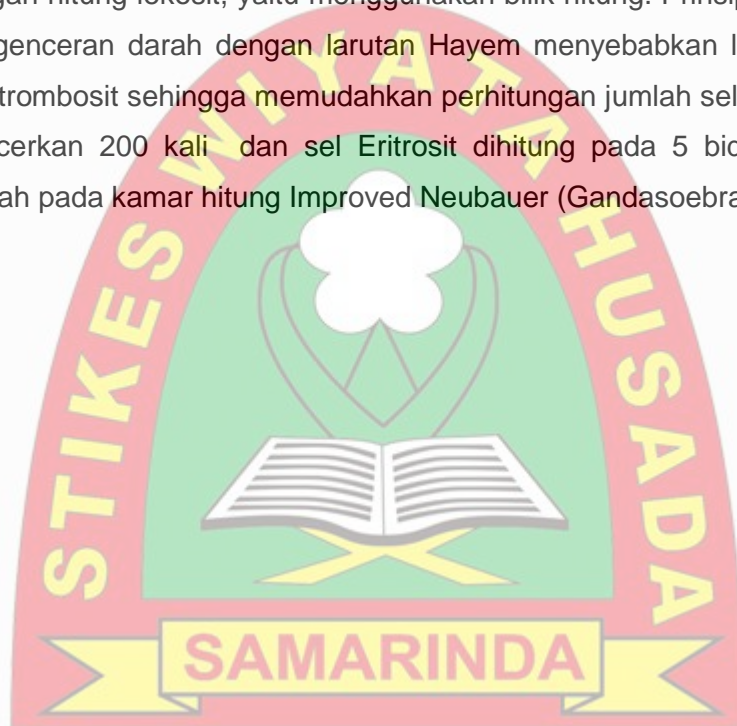 gan hitung lekosit, yaitu menggunakan bilik hitung. Prinsip
genceran darah dengan larutan Hayem menyebabkan
trombosit sehingga memudahkan perhitungan jumlah sel
cerkan 200 kali dan sel Eritrosit dihitung pada 5
ah pada kamar hitung Improved Neubauer (Gandasoebra
STIKES WIYATA HUSADA
SAMARINDA